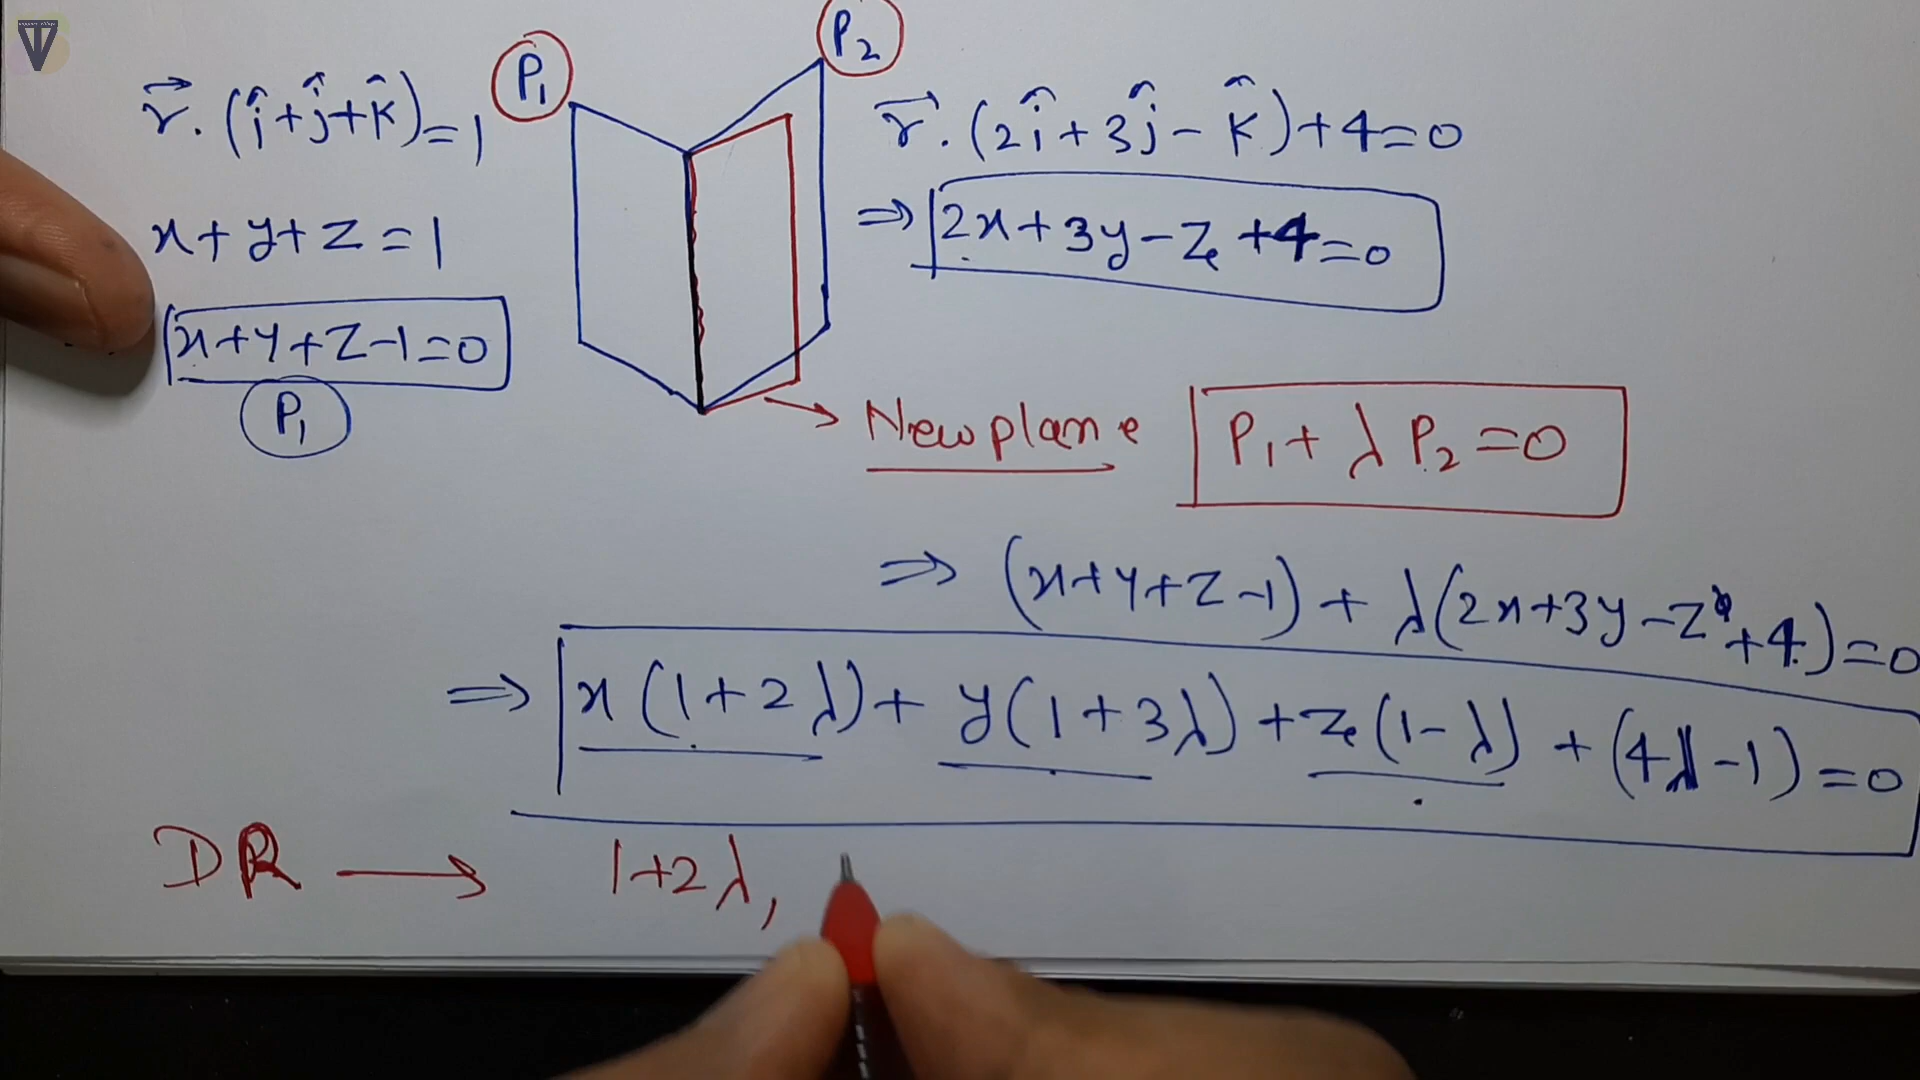 P₁
P₂
r⃗. (î+ĵ+k̂)=1
r⃗. (2î+3ĵ-k̂)+4=0
x+y+z=1
⇒ 2x+3y-z+4=0
x+y+z-1=0
P₁
→ New plane P₁+λP₂=0
⇒ (x+y+z-1)+λ(2x+3y-z+4)=0
⇒ x(1+2λ)+y(1+3λ)+z(1-λ)+(4λ-1)=0
DR → 1+2λ,